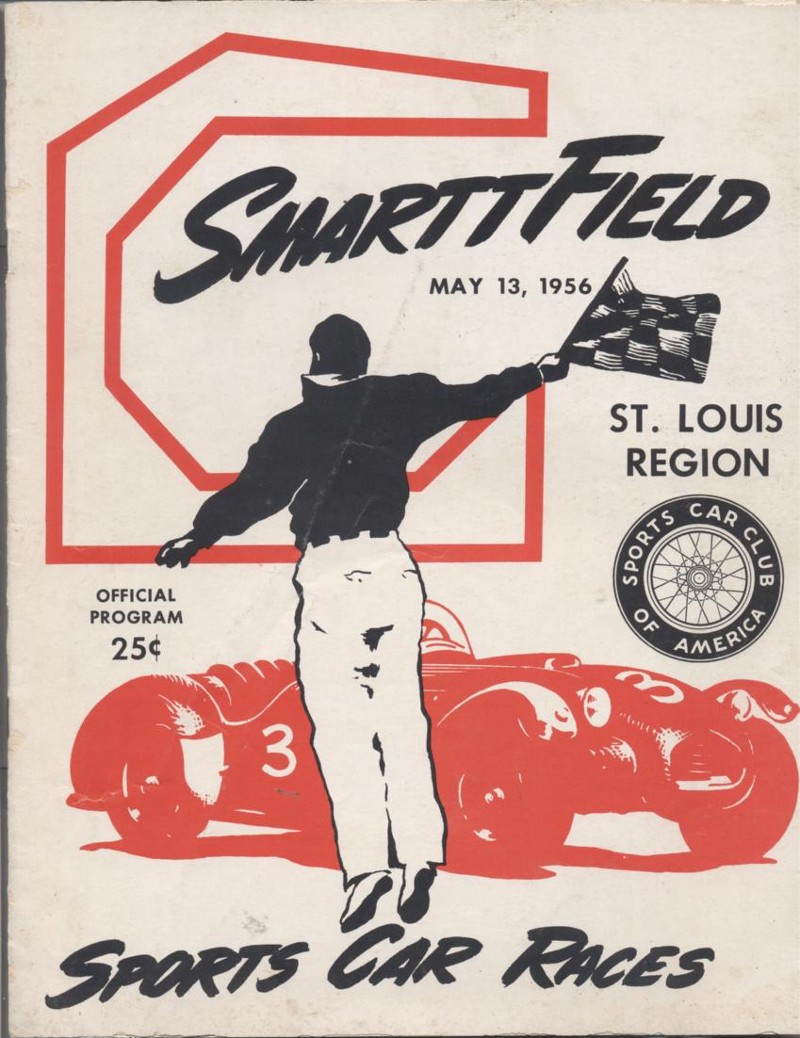 SMARTT FIELD
MAY 13, 1956
ST. LOUIS
REGION
SPORTS CAR CLUB
OF AMERICA
OFFICIAL
PROGRAM
25¢
3
3
SPORTS CAR RACES